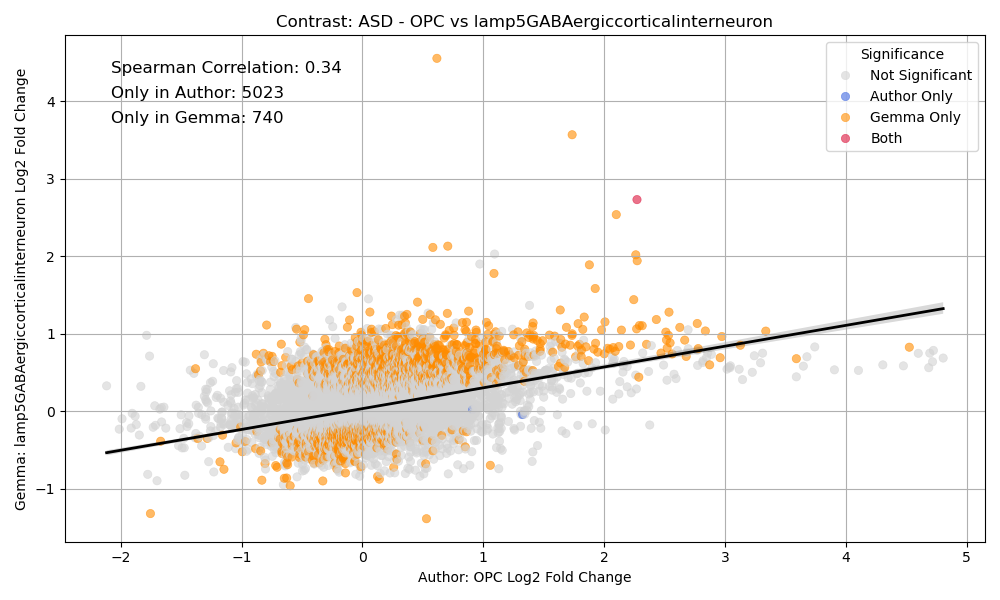 Contrast: ASD - OPC vs lamp5GABAergiccorticalinterneuron
Spearman Correlation: 0.34
Only in Author: 5023
Only in Gemma: 740
Significance
Not Significant
Author Only
Gemma Only
Both
Gemma: lamp5GABAergiccorticalinterneuron Log2 Fold Change
4
3
2
1
0
−1
−2
−1
0
1
2
3
4
5
Author: OPC Log2 Fold Change